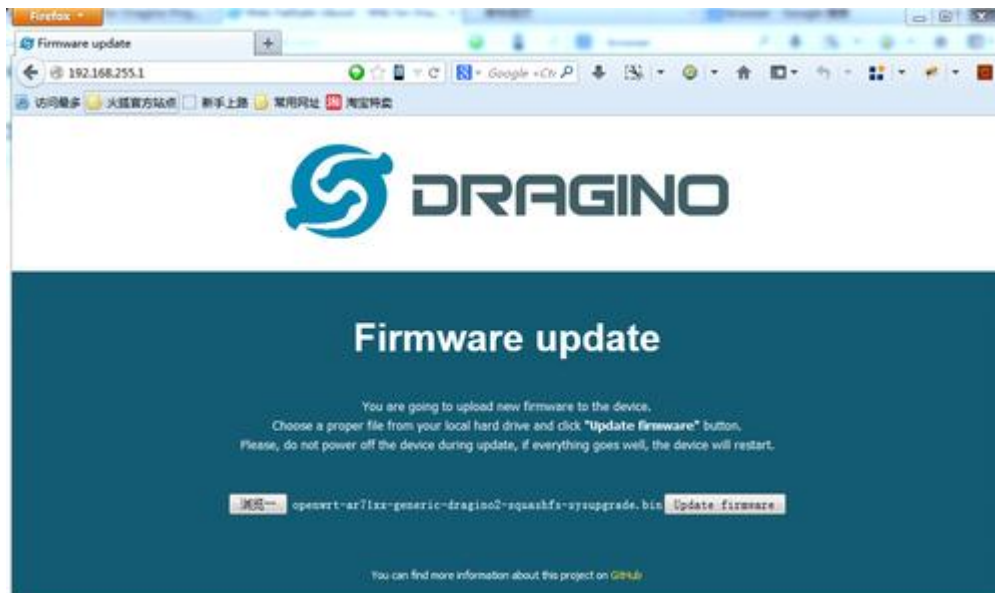 Firefox
Firmware update
192.168.255.1
Google
访问最多 火狐官方站点 新手上路 常用网址 淘宝特卖
DRAGINO
Firmware update
You are going to upload new firmware to the device.
Choose a proper file from your local hard drive and click "Update firmware" button.
Please, do not power off the device during update, if everything goes well, the device will restart.
openwrt-ar71xx-generic-dragino2-squashfs-sysupgrade.bin Update firmware
You can find more information about this project on GitHub